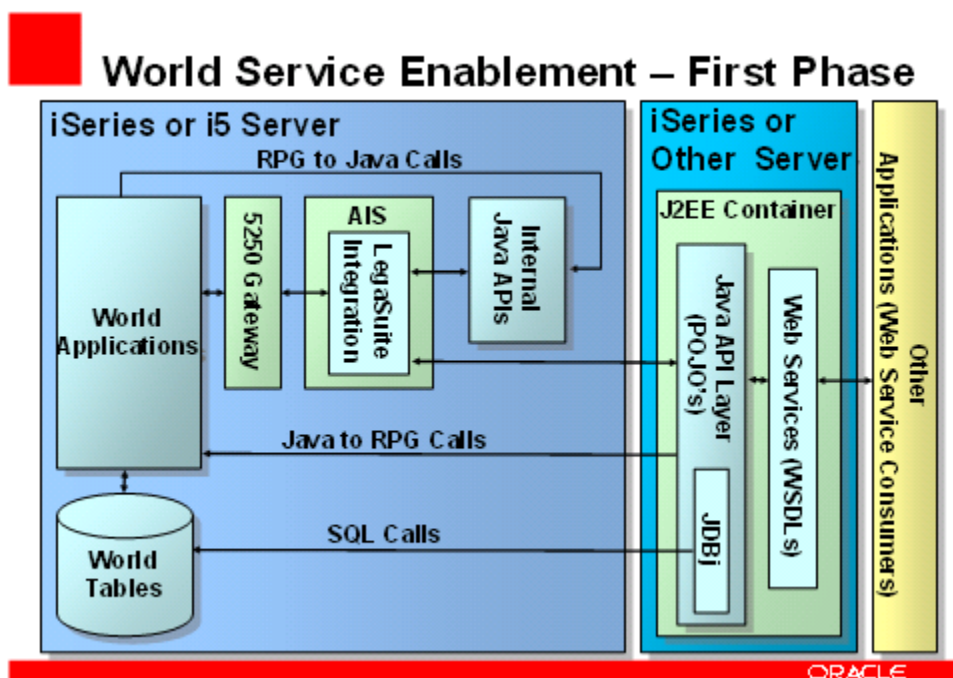 World Service Enablement – First Phase
iSeries or i5 Server
RPG to Java Calls
World
Applications
5250 Gateway
AIS
LegaSuite
Integration
Internal
Java APIs
Java to RPG Calls
SQL Calls
World
Tables
iSeries or
Other Server
J2EE Container
Java API Layer
(POJO's)
JDBj
Web Services (WSDLs)
Other
Applications (Web Service Consumers)
ORACLE